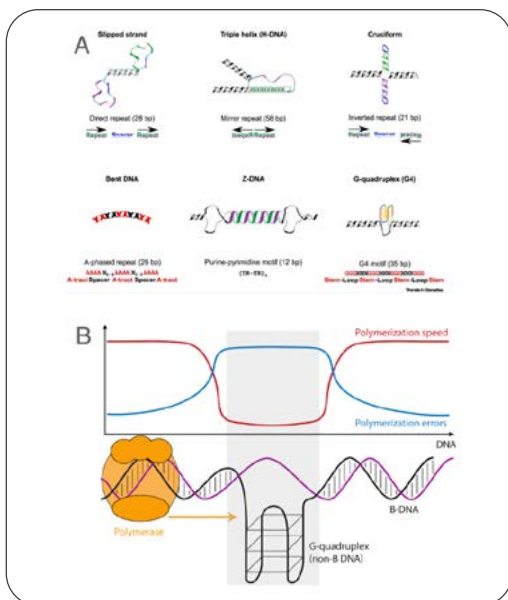 A
Slipped strand
Triple helix (H-DNA)
Cruciform
Direct repeat (28 bp)
Repeat Spacer Repeat
Mirror repeat (58 bp)
Inverted repeat (21 bp)
Repeat Spacer
Bent DNA
Z-DNA
G-quadruplex (G4)
A-phased repeat (26 bp)
A-tract Spacer A-tract Spacer A-tract
Purine-pyrimidine motif (12 bp)
G4 motif (35 bp)
Stem-Loop Stem-Loop Stem-Loop Stem
Trends in Genetics
B
Polymerization speed
Polymerization errors
DNA
B-DNA
Polymerase
G-quadruplex
(non-B DNA)